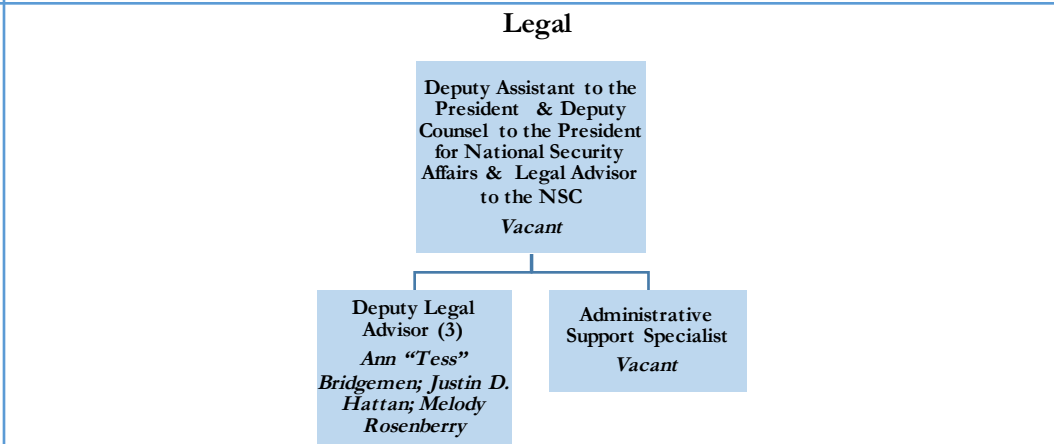 Legal
Deputy Assistant to the
President & Deputy
Counsel to the President
for National Security
Affairs & Legal Advisor
to the NSC
Vacant
Deputy Legal
Advisor (3)
Ann “Tess”
Bridgemen; Justin D.
Hattan; Melody
Rosenberry
Administrative
Support Specialist
Vacant